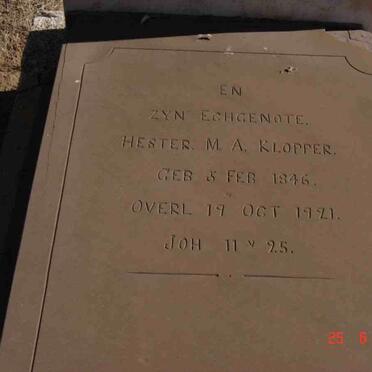 EN
ZYN ECHGENOTE.
HESTER. M. A. KLOPPER.
GEB 5 FEB 1846.
OVERL 19 OCT 1921.
JOH 11 V 25.
25 6